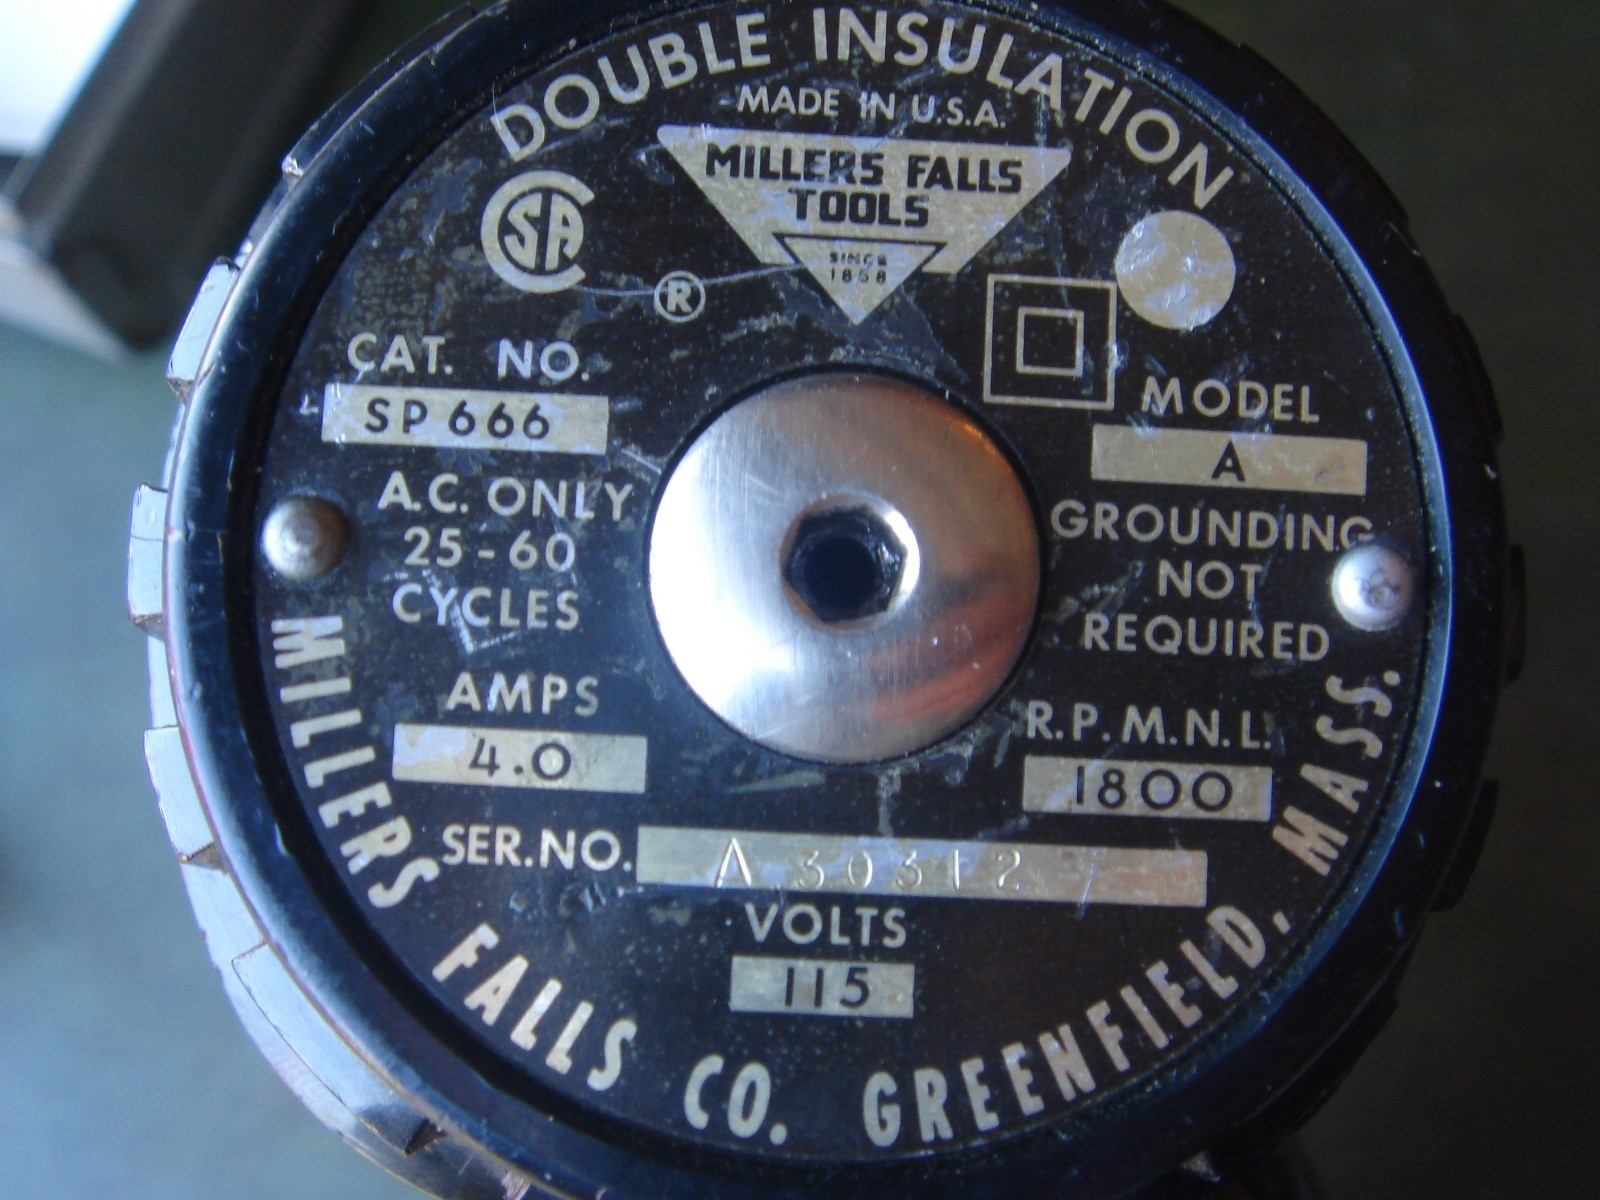 DOUBLE INSULATION
MADE IN U.S.A.
MILLERS FALLS
TOOLS
SINCE
1868
CSA
®
CAT. NO.
SP 666
A.C. ONLY
25-60
CYCLES
AMPS
4.0
MODEL
A
GROUNDING
NOT
REQUIRED
R.P.M.N.L.
1800
SER.NO. A 30312
VOLTS
115
MILLERS FALLS CO. GREENFIELD, MASS.